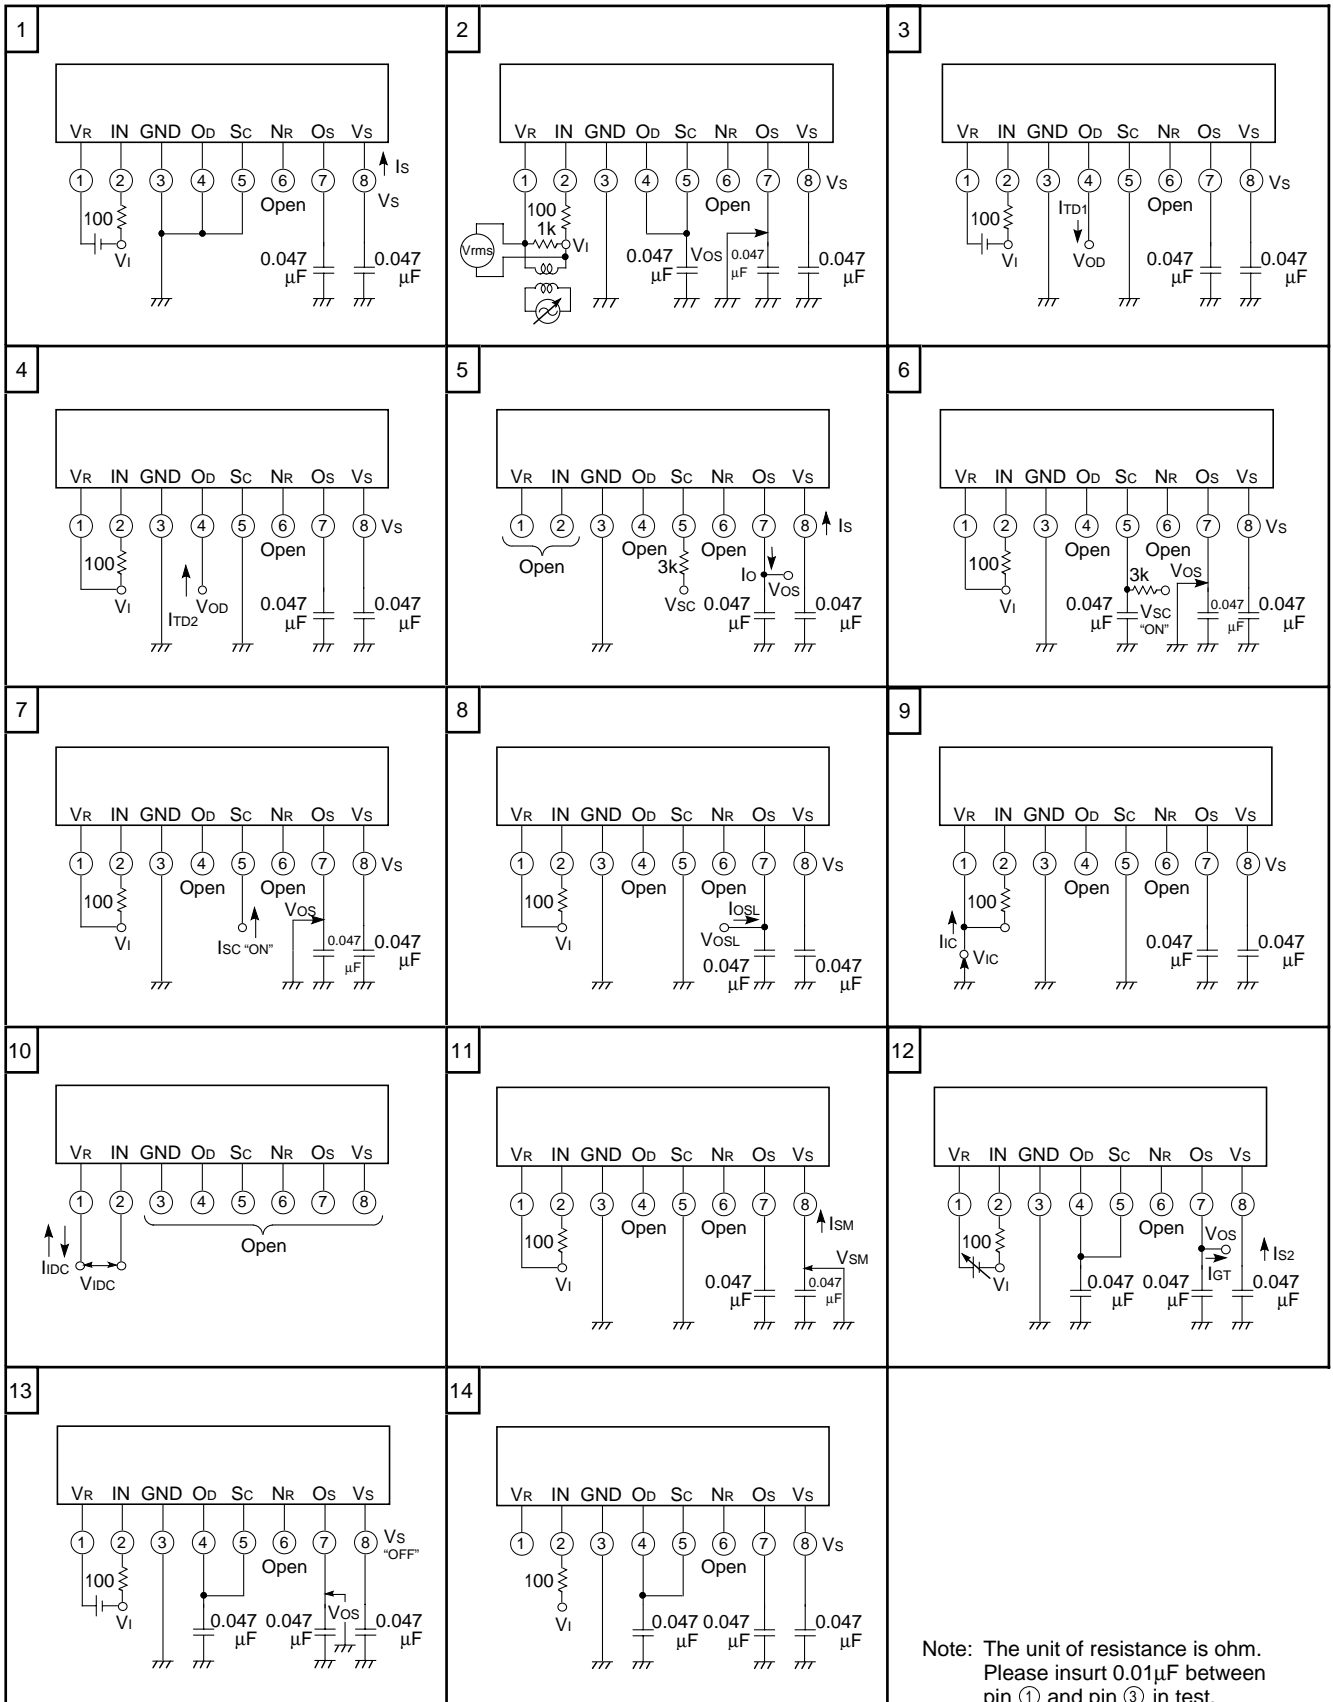 1
VR IN GND OD SC NR OS VS
1 2 3 4 5 6 7 8
IS
VS
Open
100
VI
0.047 μF
0.047 μF
2
VR IN GND OD SC NR OS VS
1 2 3 4 5 6 7 8 VS
100
Open
1k
Vrms
VI
0.047 μF
VOS
0.047 μF
0.047 μF
3
VR IN GND OD SC NR OS VS
1 2 3 4 5 6 7 8 VS
ITD1
Open
100
VI
VOD
0.047 μF
0.047 μF
4
VR IN GND OD SC NR OS VS
1 2 3 4 5 6 7 8 VS
Open
100
VI
ITD2
VOD
0.047 μF
0.047 μF
5
VR IN GND OD SC NR OS VS
1 2 3 4 5 6 7 8 IS
Open
Open
Open
3k
IO
VOS
VSC
0.047 μF
0.047 μF
6
VR IN GND OD SC NR OS VS
1 2 3 4 5 6 7 8 VS
Open
Open
100
3k
VOS
VI
0.047 μF
VSC
“ON”
0.047 μF
0.047 μF
7
VR IN GND OD SC NR OS VS
1 2 3 4 5 6 7 8 VS
Open
Open
100
VOS
VI
ISC “ON”
0.047 μF
0.047 μF
8
VR IN GND OD SC NR OS VS
1 2 3 4 5 6 7 8 VS
Open
Open
100
IOSL
VI
VOSL
0.047 μF
0.047 μF
9
VR IN GND OD SC NR OS VS
1 2 3 4 5 6 7 8 VS
Open
Open
100
IIC
VIC
0.047 μF
0.047 μF
10
VR IN GND OD SC NR OS VS
1 2 3 4 5 6 7 8
Open
IIDC
VIDC
11
VR IN GND OD SC NR OS VS
1 2 3 4 5 6 7 8 ISM
Open
Open
100
VSM
VI
0.047 μF
0.047 μF
12
VR IN GND OD SC NR OS VS
1 2 3 4 5 6 7 8
Open
100
VOS
IS2
IGT
VI
0.047 μF
0.047 μF
0.047 μF
13
VR IN GND OD SC NR OS VS
1 2 3 4 5 6 7 8 VS
“OFF”
Open
100
VI
0.047 μF
0.047 μF
VOS
0.047 μF
14
VR IN GND OD SC NR OS VS
1 2 3 4 5 6 7 8 VS
Open
100
VI
0.047 μF
0.047 μF
0.047 μF
Note: The unit of resistance is ohm.
Please insurt 0.01μF between
pin ① and pin ③ in test.